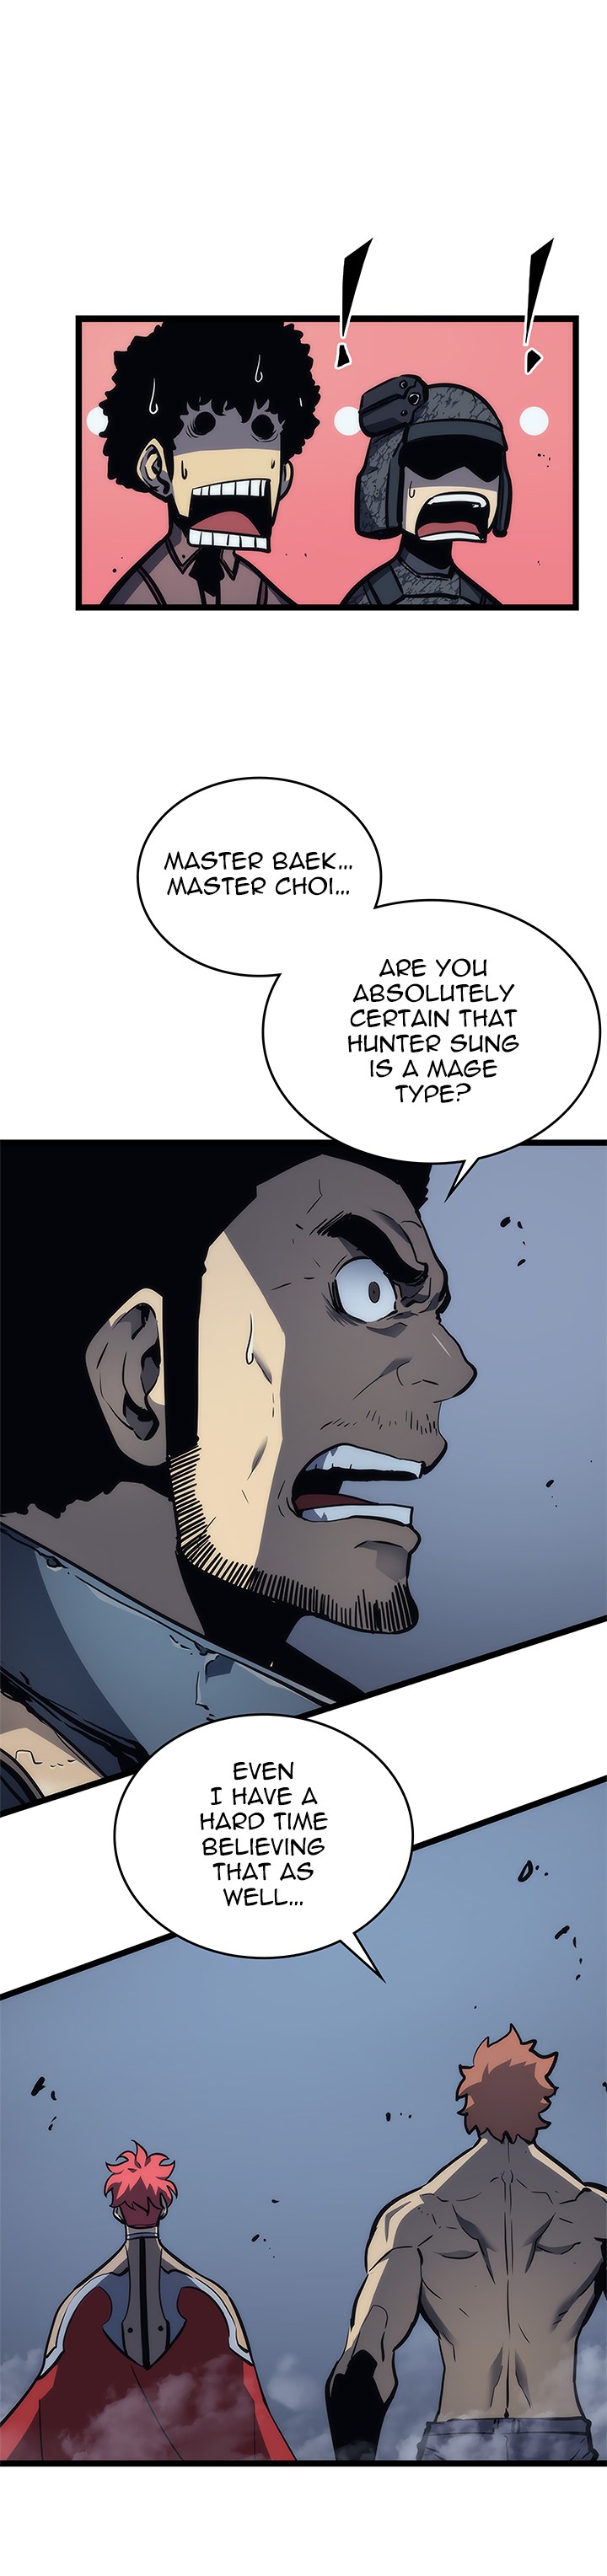 MASTER BAEK...
MASTER CHOI...
ARE YOU
ABSOLUTELY
CERTAIN THAT
HUNTER SUNG
IS A MAGE
TYPE?
EVEN
I HAVE A
HARD TIME
BELIEVING
THAT AS
WELL...